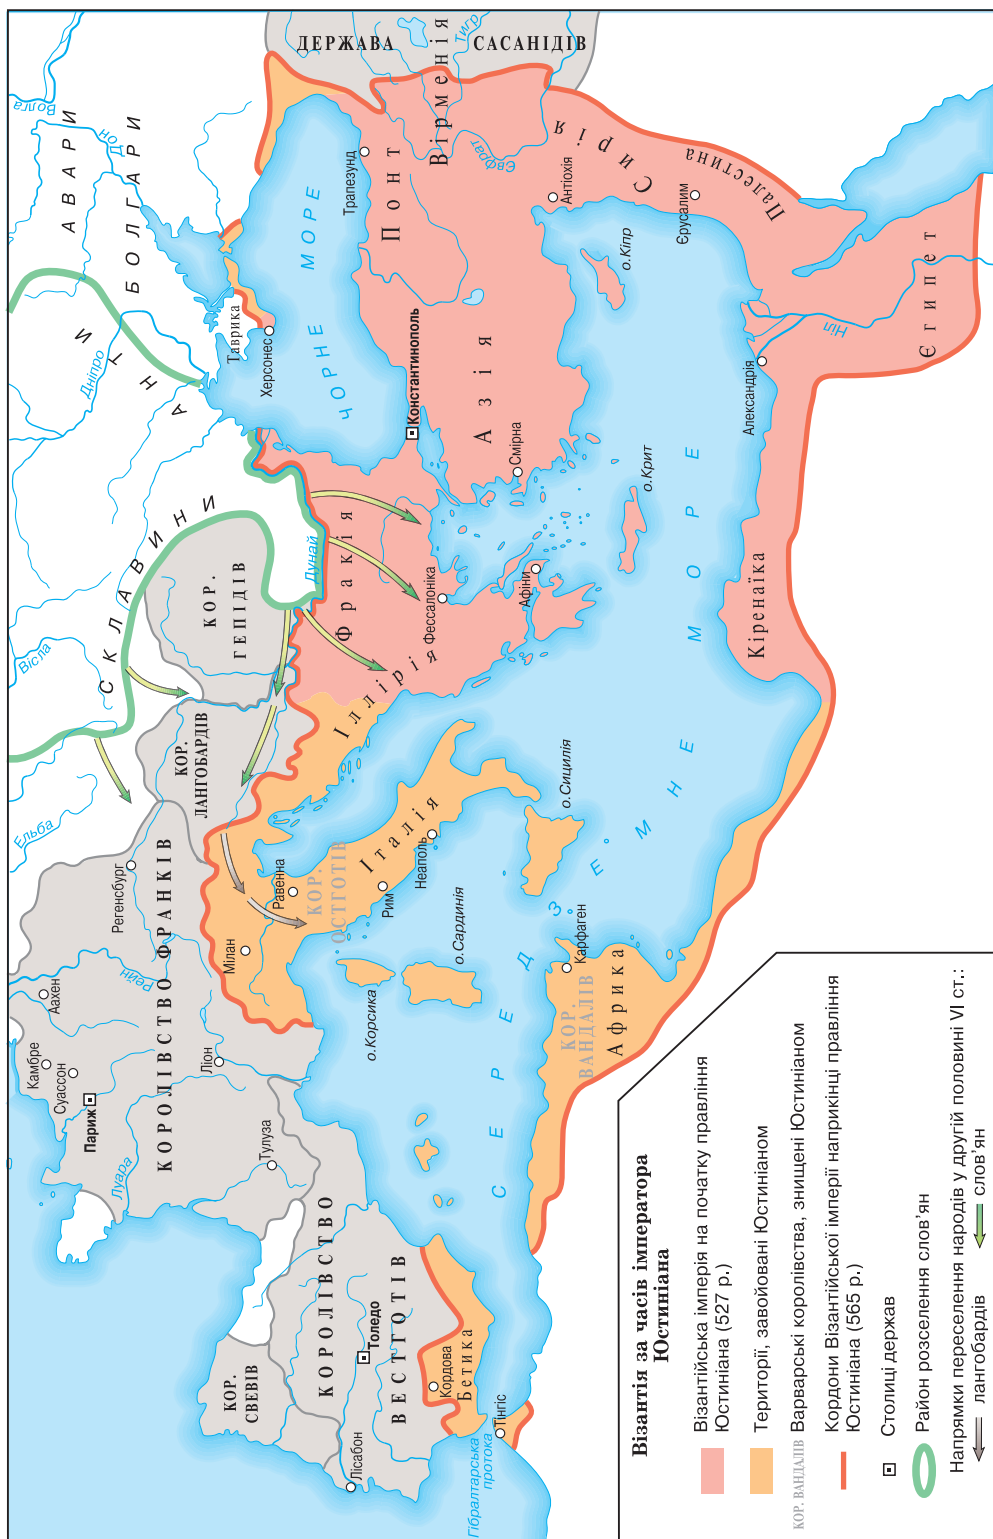 Візантія за часів імператора
Юстиніана
Візантійська імперія на початку правління
Юстиніана (527 р.)
Території, завойовані Юстиніаном
КОР. ВАНДАЛІВ
Варварські королівства, знищені Юстиніаном
Кордони Візантійської імперії наприкінці правління
Юстиніана (565 р.)
Столиці держав
Район розселення слов'ян
Напрямки переселення народів у другій половині VI ст.:
лангобардів
слов'ян
Камбре
Суассон
Аахен
Париж
Рейн
Луара
КОРОЛІВСТВО ФРАНКІВ
Регенсбург
Ліон
Тулуза
Ельба
Вісла
СКЛАВИНИ
АНТИ
АВАРИ
БОЛГАРИ
Волга
Дон
Дніпро
КОР.
ЛАНГОБАРДІВ
КОР.
ГЕПІДІВ
Дунай
Таврика
Херсонес
ЧОРНЕ МОРЕ
ДЕРЖАВА
САСАНІДІВ
Тигр
Вірменія
Євфрат
Трапезунд
Понт
Константинополь
Азія
Смірна
Фракія
Фессалоніка
Афіни
Іллірія
Мілан
Равенна
КОР.
ОСТГОТІВ
Італія
Рим
Неаполь
о.Корсика
о.Сардинія
о.Сицилія
о.Крит
о.Кіпр
Антіохія
Сирія
Єрусалим
Палестина
Ніл
Єгипет
Александрія
Кіренаїка
СЕРЕДЗЕМНЕ МОРЕ
Карфаген
КОР.
ВАНДАЛІВ
Африка
КОР.
СВЕВІВ
КОРОЛІВСТВО
ВЕСТГОТІВ
Толедо
Лісабон
Кордова
Бетика
Тінгіс
Гібралтарська
протока